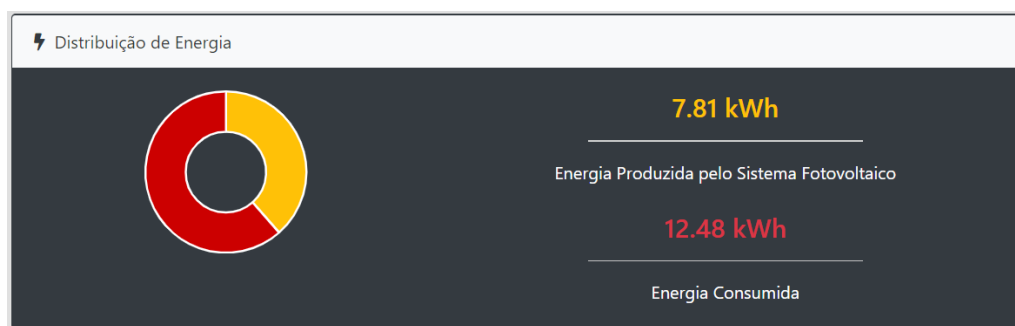 Distribuição de Energia
7.81 kWh
Energia Produzida pelo Sistema Fotovoltaico
12.48 kWh
Energia Consumida